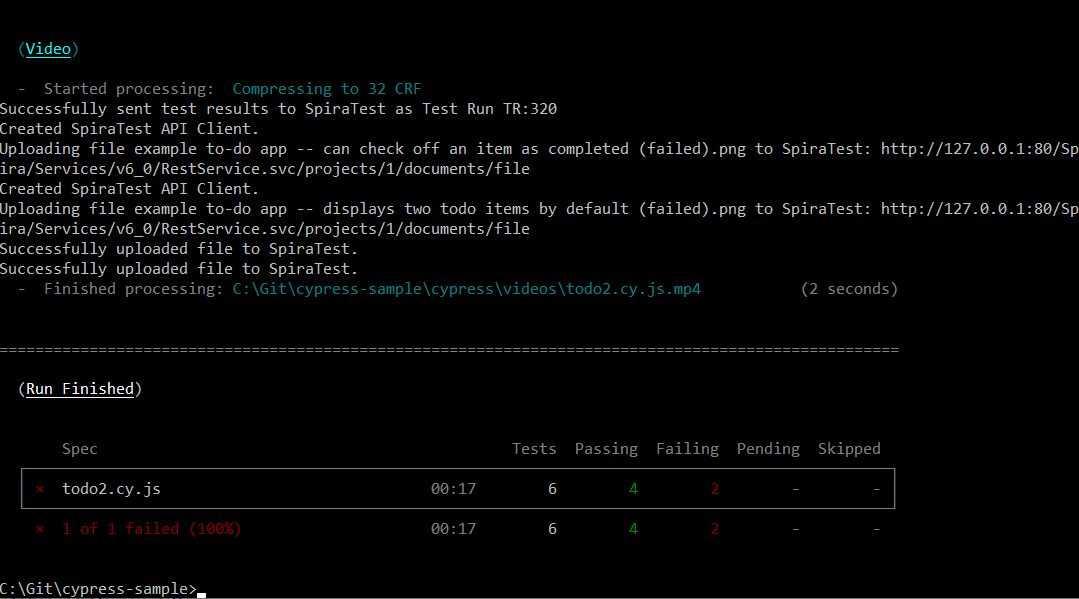 (Video)
- Started processing: Compressing to 32 CRF
Successfully sent test results to SpiraTest as Test Run TR:320
Created SpiraTest API Client.
Uploading file example to-do app -- can check off an item as completed (failed).png to SpiraTest: http://127.0.0.1:80/Sp
ira/Services/v6_0/RestService.svc/projects/1/documents/file
Created SpiraTest API Client.
Uploading file example to-do app -- displays two todo items by default (failed).png to SpiraTest: http://127.0.0.1:80/Sp
ira/Services/v6_0/RestService.svc/projects/1/documents/file
Successfully uploaded file to SpiraTest.
Successfully uploaded file to SpiraTest.
- Finished processing: C:\Git\cypress-sample\cypress\videos\todo2.cy.js.mp4 (2 seconds)
====================================================================================================
(Run Finished)
Spec Tests Passing Failing Pending Skipped
× todo2.cy.js 00:17 6 4 2 - -
× 1 of 1 failed (100%) 00:17 6 4 2 - -
C:\Git\cypress-sample>